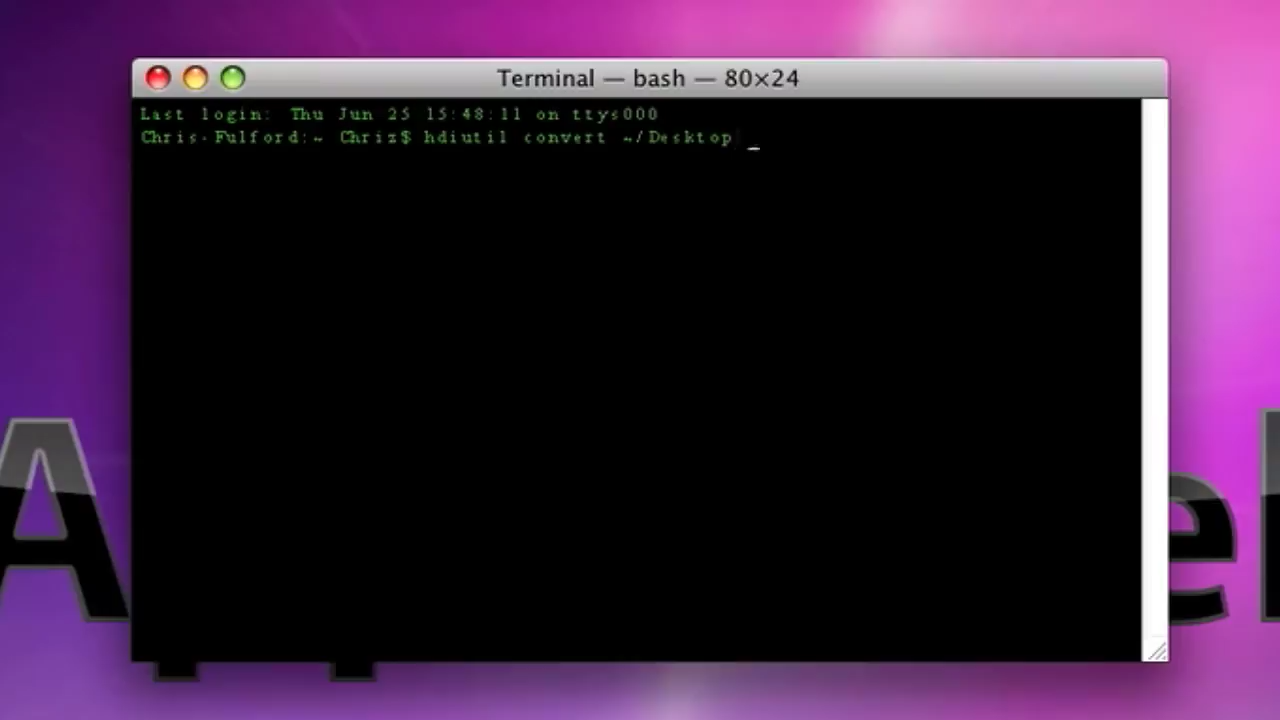 Terminal — bash — 80×24
Last login: Thu Jun 25 15:48:11 on ttys000
Chris-Fulford:~ Chriz$ hdiutil convert ~/Desktop